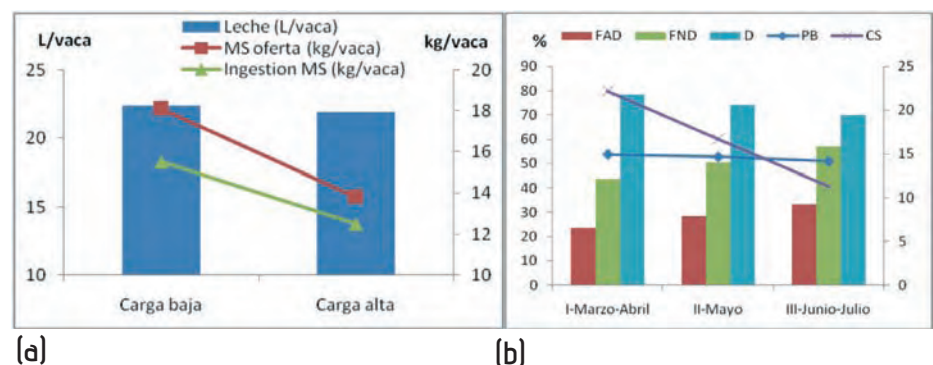 Leche (L/vaca)
L/vaca
MS oferta (kg/vaca)
kg/vaca
Ingestion MS (kg/vaca)
25
20
15
10
20
18
16
14
12
10
Carga baja
Carga alta
(a)
%
FAD
FND
D
PB
CS
90
80
70
60
50
40
30
20
10
0
25
20
15
10
5
0
I-Marzo-Abril
II-Mayo
III-Junio-Julio
(b)